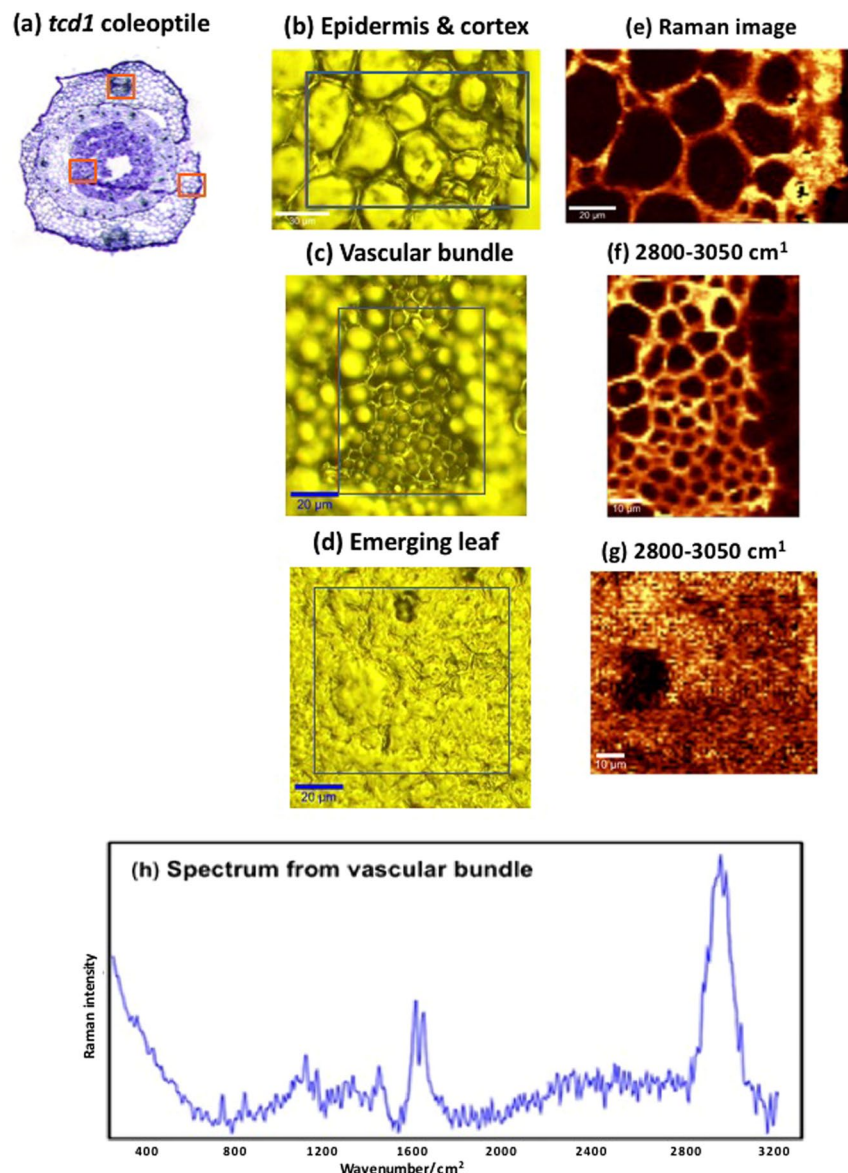 (a) tcd1 coleoptile
(b) Epidermis & cortex
(e) Raman image
30 µm
20 µm
(c) Vascular bundle
(f) 2800-3050 cm¹
20 µm
10 µm
(d) Emerging leaf
(g) 2800-3050 cm¹
20 µm
10 µm
(h) Spectrum from vascular bundle
Raman intensity
400 800 1200 1600 2000 2400 2800 3200
Wavenumber/cm²